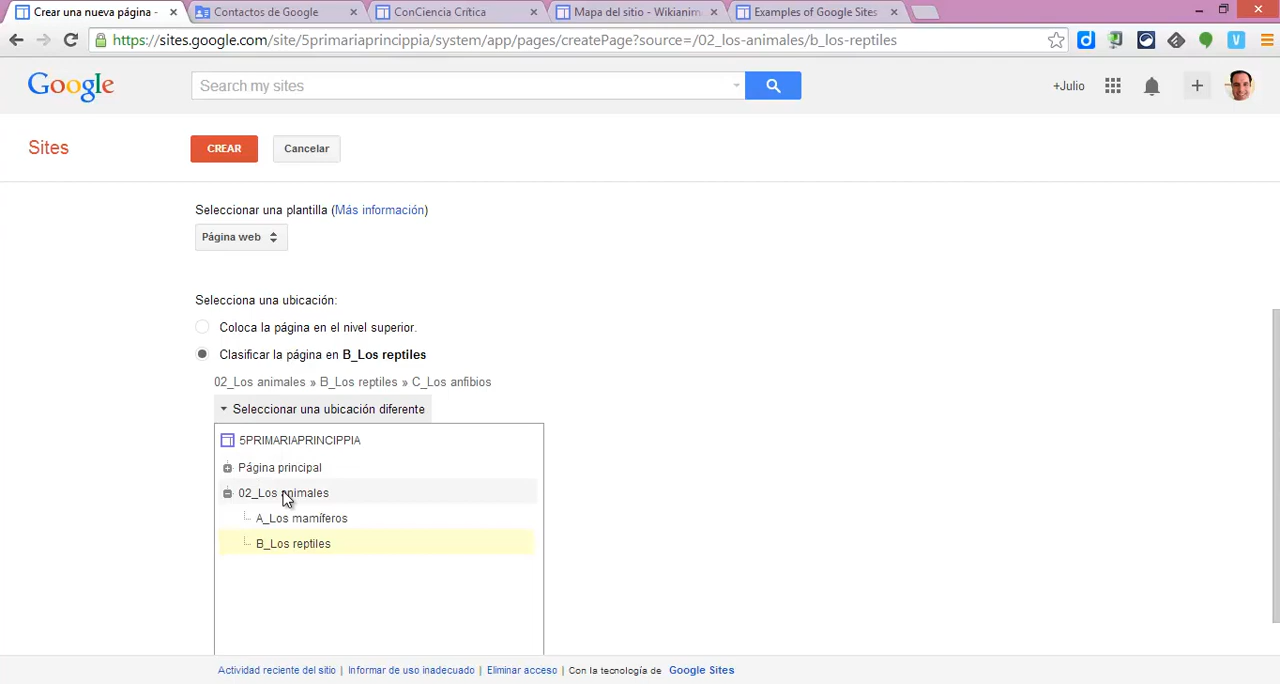 Crear una nueva página -
Contactos de Google
ConCiencia Crítica
Mapa del sitio - Wikianim
Examples of Google Sites
https://sites.google.com/site/5primariaprincippia/system/app/pages/createPage?source=/02_los-animales/b_los-reptiles
Google
Search my sites
+Julio
Sites
CREAR
Cancelar
Seleccionar una plantilla (Más información)
Página web
Selecciona una ubicación:
Coloca la página en el nivel superior.
Clasificar la página en B_Los reptiles
02_Los animales » B_Los reptiles » C_Los anfibios
Seleccionar una ubicación diferente
5PRIMARIAPRINCIPPIA
Página principal
02_Los animales
A_Los mamíferos
B_Los reptiles
Actividad reciente del sitio | Informar de uso inadecuado | Eliminar acceso | Con la tecnología de Google Sites